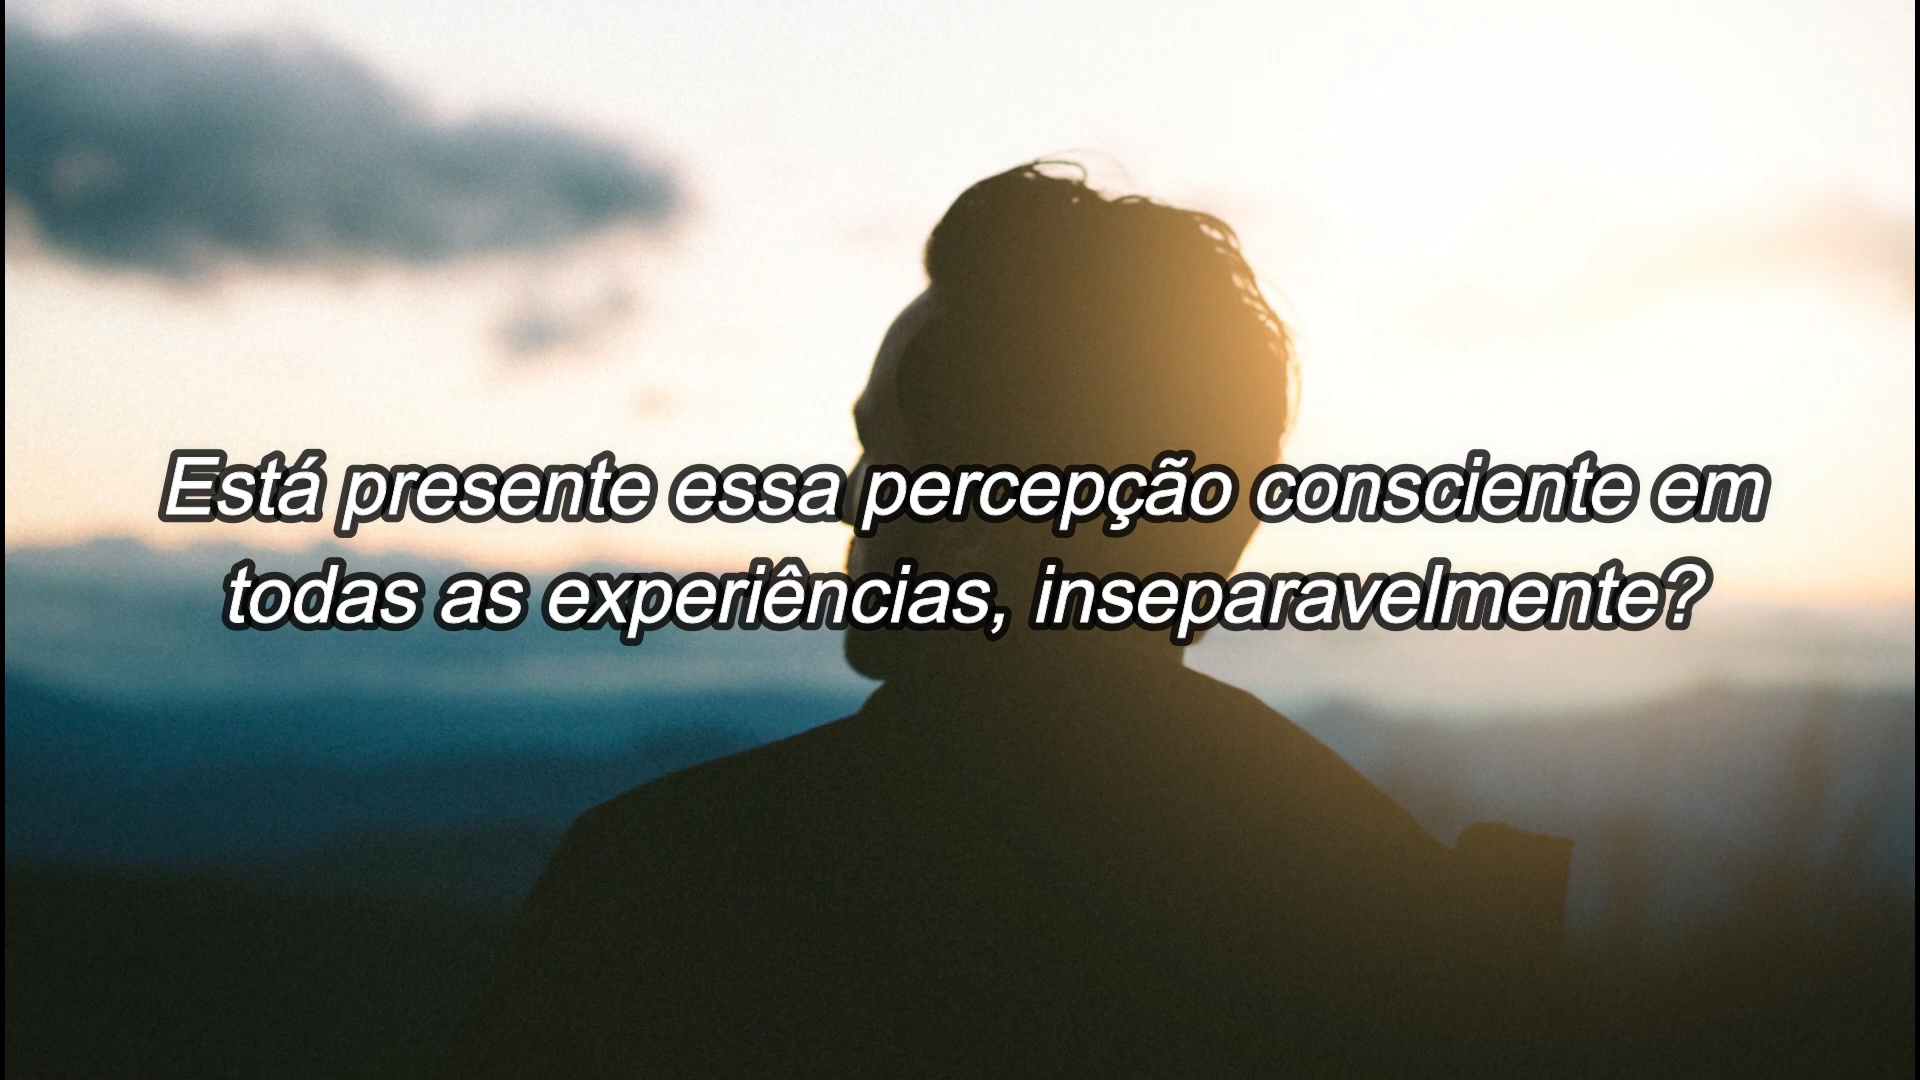 Está presente essa percepção consciente em
todas as experiências, inseparavelmente?